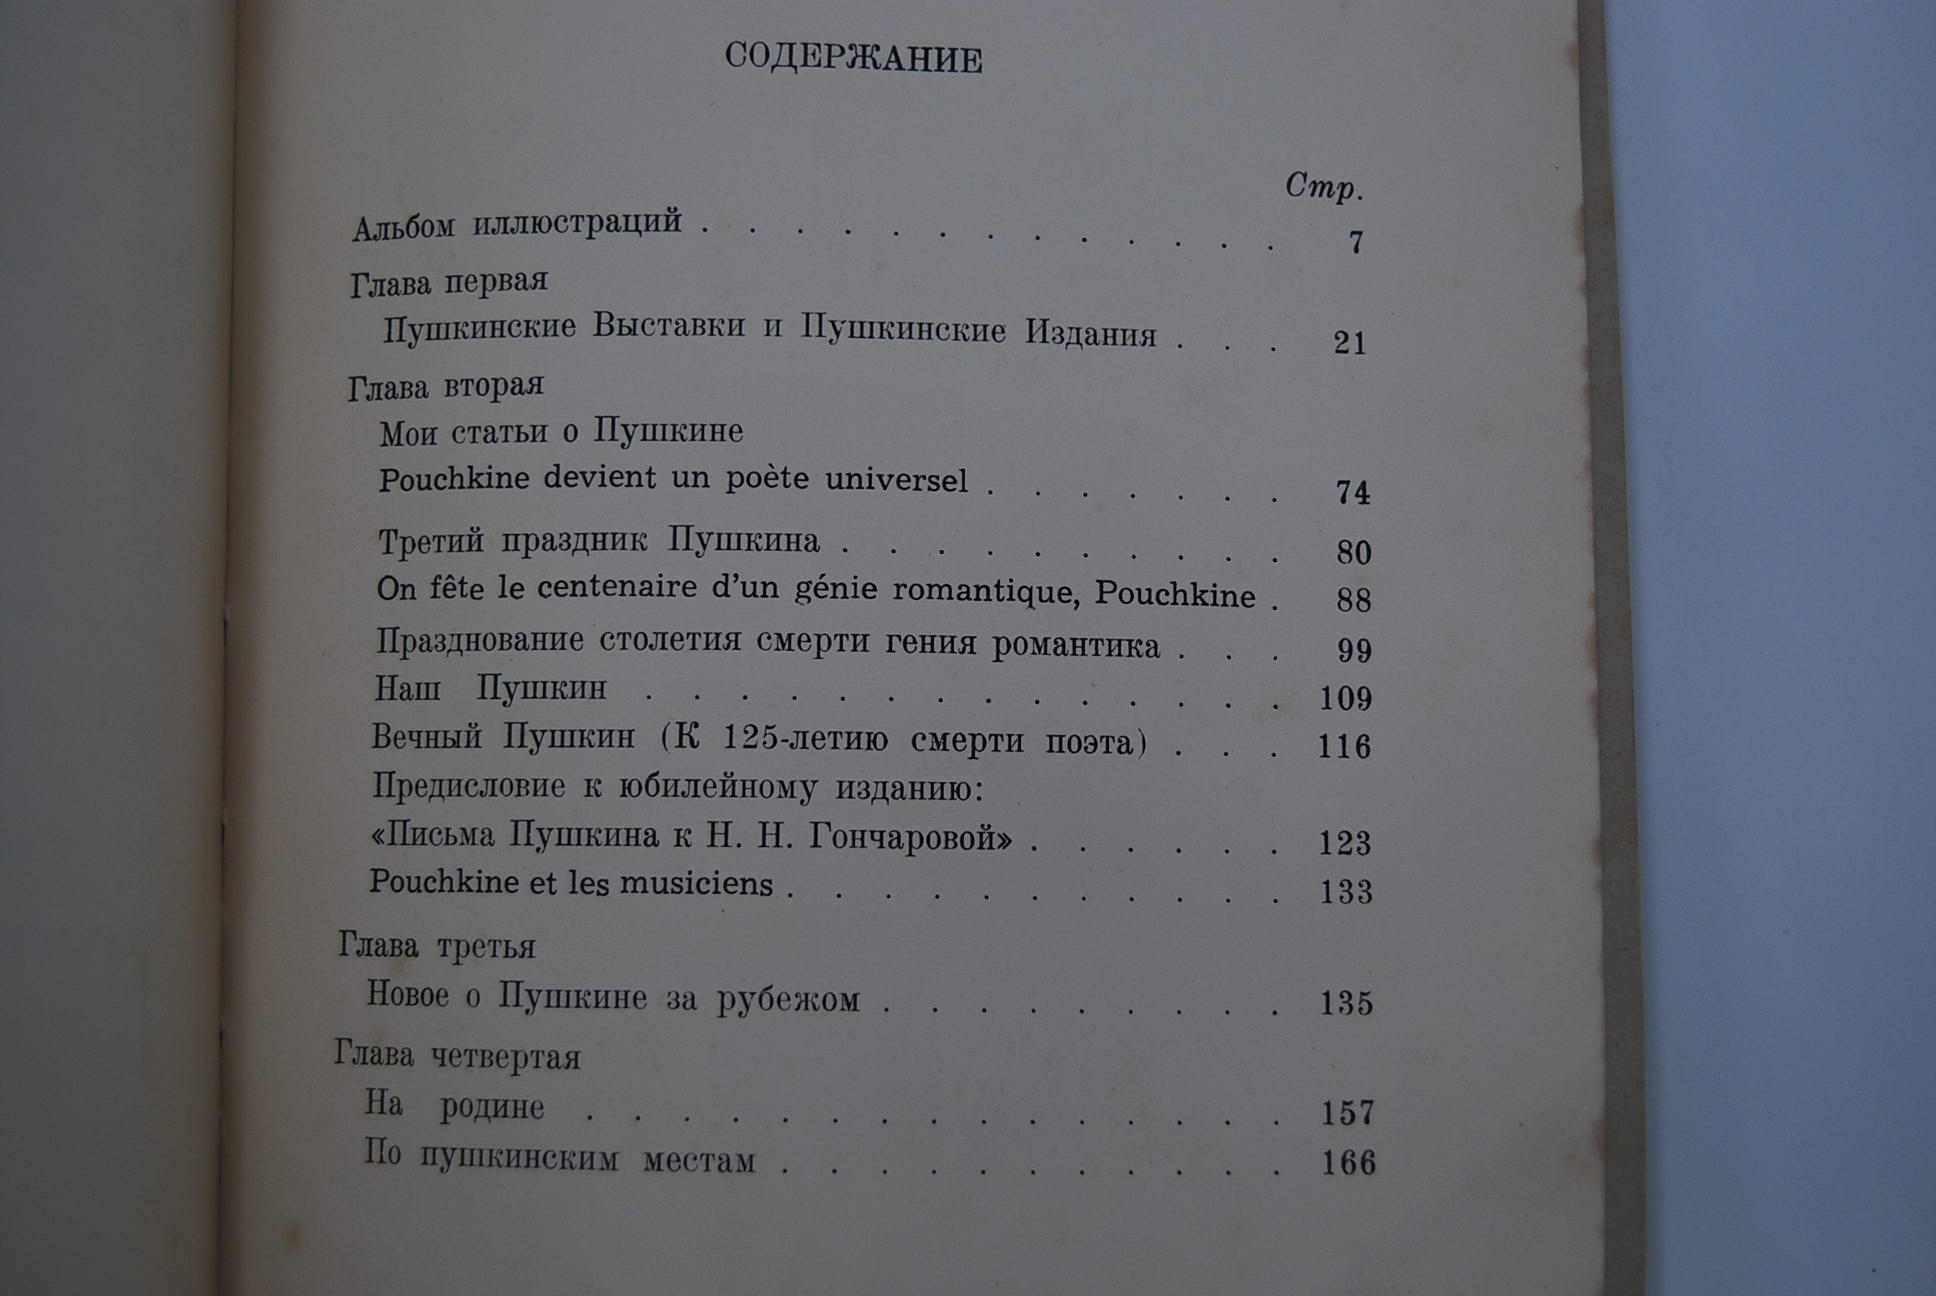 СОДЕРЖАНИЕ
Стр.
Альбом иллюстраций . . . . . . . . . . . . . 7
Глава первая
Пушкинские Выставки и Пушкинские Издания . . . 21
Глава вторая
Мои статьи о Пушкине
Pouchkine devient un poète universel . . . . . . . 74
Третий праздник Пушкина . . . . . . . . . . 80
On fête le centenaire d’un génie romantique, Pouchkine . 88
Празднование столетия смерти гения романтика . . . 99
Наш Пушкин . . . . . . . . . . . . . . 109
Вечный Пушкин (К 125-летию смерти поэта) . . . 116
Предисловие к юбилейному изданию:
«Письма Пушкина к Н. Н. Гончаровой» . . . . . . 123
Pouchkine et les musiciens . . . . . . . . . . . 133
Глава третья
Новое о Пушкине за рубежом . . . . . . . . . 135
Глава четвертая
На родине . . . . . . . . . . . . . . . 157
По пушкинским местам . . . . . . . . . . . 166